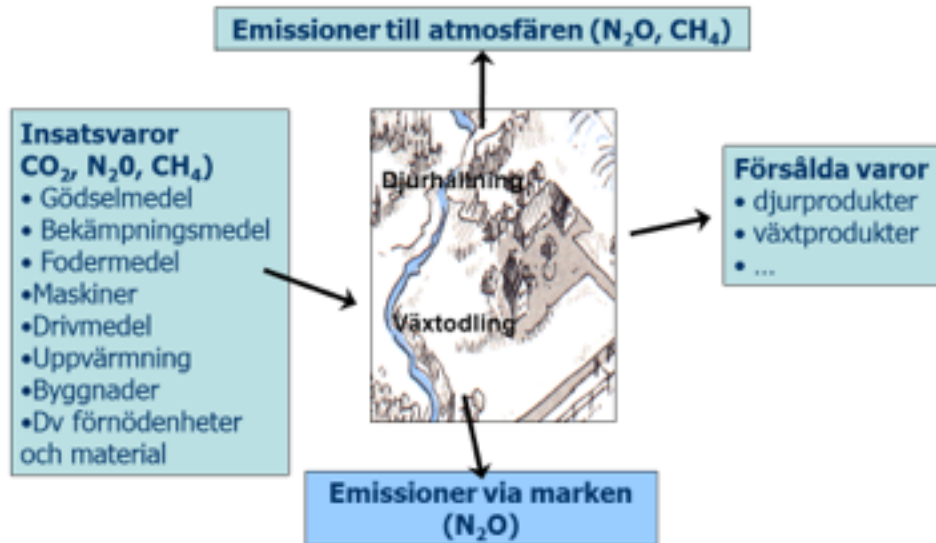 Emissioner till atmosfären (N₂O, CH₄)
Insatsvaror
CO₂, N₂0, CH₄)
• Gödselmedel
• Bekämpningsmedel
• Fodermedel
•Maskiner
•Drivmedel
•Uppvärmning
•Byggnader
•Dv förnödenheter
och material
Djurhållning
Växtodling
Försålda varor
• djurprodukter
• växtprodukter
• ...
Emissioner via marken
(N₂O)